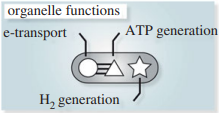 organelle functions
e-transport
ATP generation
H₂ generation